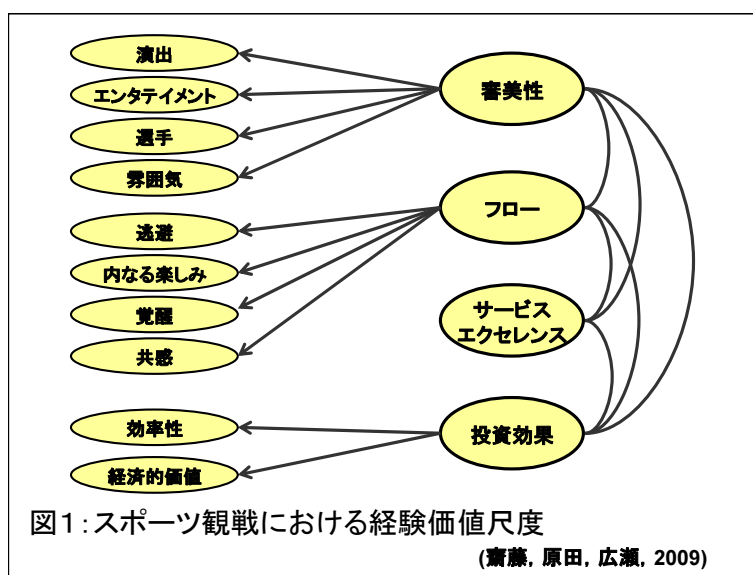 演出
エンタテイメント
選手
雰囲気
逃避
内なる楽しみ
覚醒
共感
効率性
経済的価値
審美性
フロー
サービス
エクセレンス
投資効果
図1:スポーツ観戦における経験価値尺度
(齋藤, 原田, 広瀬, 2009)